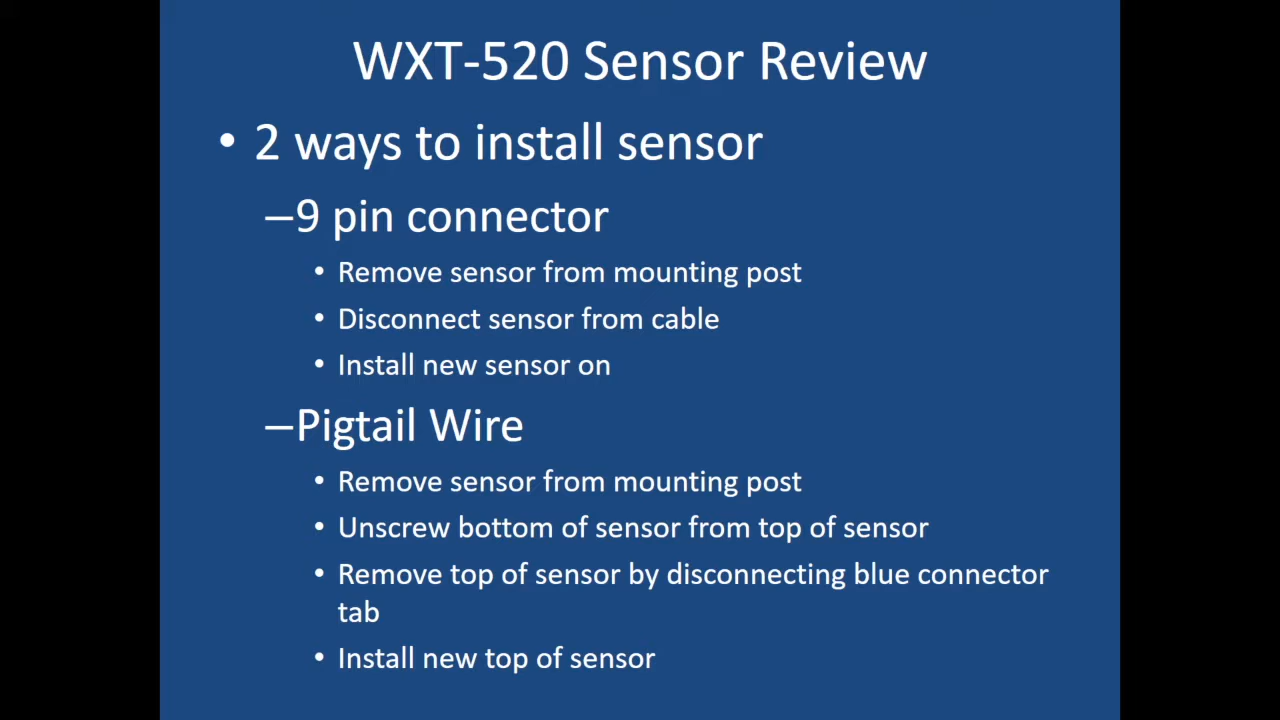 WXT-520 Sensor Review
• 2 ways to install sensor
–9 pin connector
• Remove sensor from mounting post
• Disconnect sensor from cable
• Install new sensor on
–Pigtail Wire
• Remove sensor from mounting post
• Unscrew bottom of sensor from top of sensor
• Remove top of sensor by disconnecting blue connector
tab
• Install new top of sensor